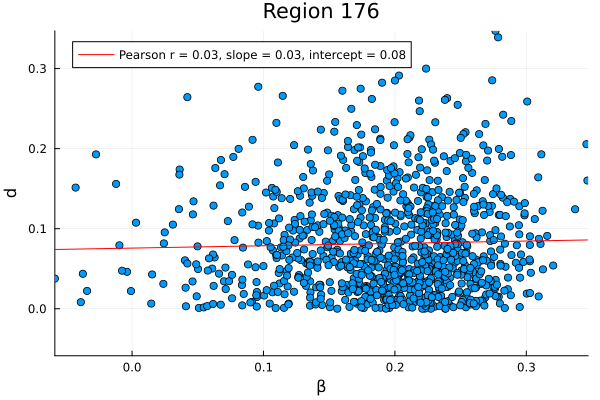 Region 176
Pearson r = 0.03, slope = 0.03, intercept = 0.08
0.3
0.2
0.1
0.0
d
0.0 0.1 0.2 0.3
β